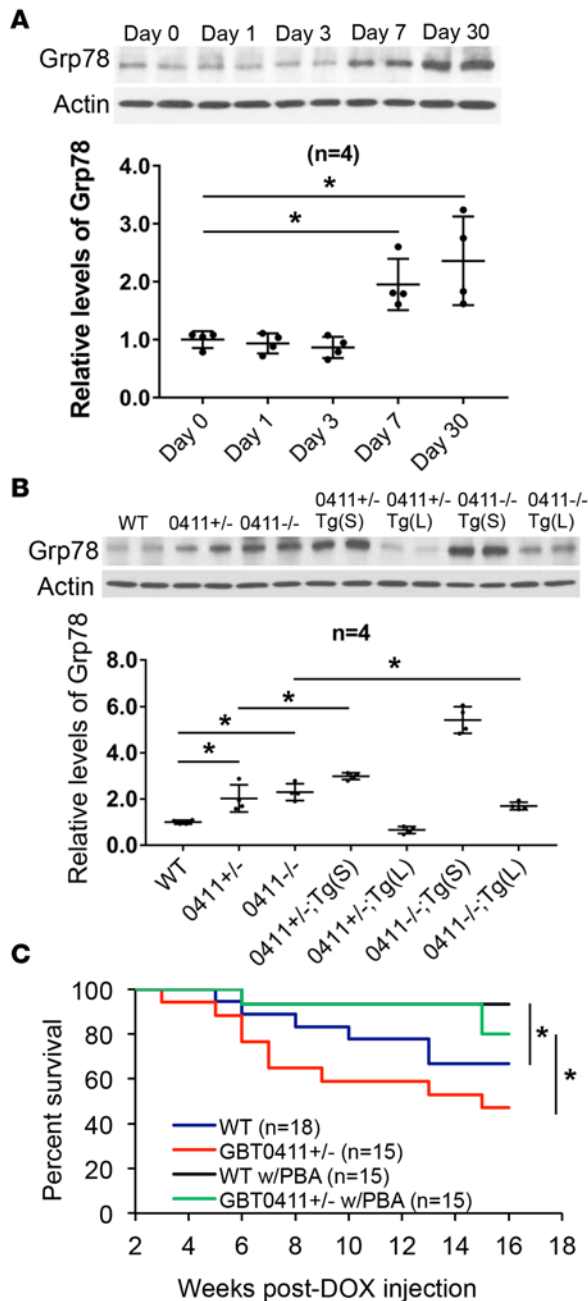 A
Day 0 Day 1 Day 3 Day 7 Day 30
Grp78
Actin
(n=4)
Relative levels of Grp78
4.0
3.0
2.0
1.0
0.0
* 
*
Day 0 Day 1 Day 3 Day 7 Day 30
B
WT 0411+/- 0411-/- 0411+/- Tg(S) 0411+/-; Tg(L) 0411-/- Tg(S) 0411-/- Tg(L)
Grp78
Actin
n=4
Relative levels of Grp78
8.0
6.0
4.0
2.0
0.0
*
*
*
*
WT 0411+/- 0411-/- 0411+/-;Tg(S) 0411+/-;Tg(L) 0411-/-;Tg(S) 0411-/-;Tg(L)
C
Percent survival
100
80
60
40
20
0
*
*
WT (n=18)
GBT0411+/- (n=15)
WT w/PBA (n=15)
GBT0411+/- w/PBA (n=15)
2 4 6 8 10 12 14 16 18
Weeks post-DOX injection